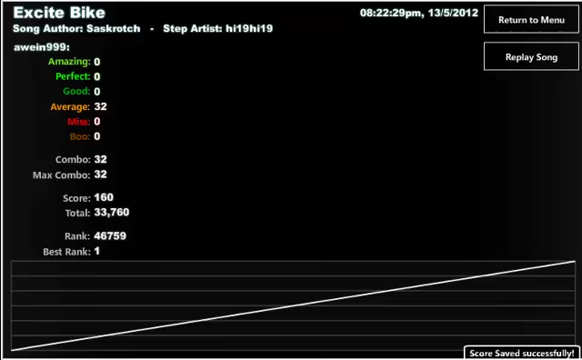 Excite Bike
08:22:29pm, 13/5/2012
Return to Menu
Song Author: Saskrotch - Step Artist: hi19hi19
awein999:
Replay Song
Amazing: 0
Perfect: 0
Good: 0
Average: 32
Miss: 0
Boo: 0
Combo: 32
Max Combo: 32
Score: 160
Total: 33,760
Rank: 46759
Best Rank: 1
Score Saved successfully!